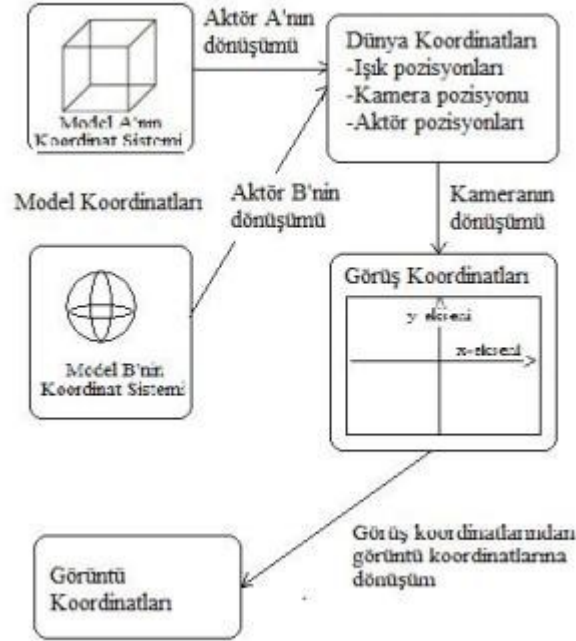 Aktör A'nın
dönüşümü
Dünya Koordinatları
-Işık pozisyonları
-Kamera pozisyonu
-Aktör pozisyonları
Model A'nın
Koordinat Sistemi
Model Koordinatları
Aktör B'nin
dönüşümü
Kameranın
dönüşümü
Görüş Koordinatları
y-ekseni
x-ekseni
Model B'nin
Koordinat Sistemi
Görüş koordinatlarından
görüntü koordinatlarına
dönüşüm
Görüntü
Koordinatları